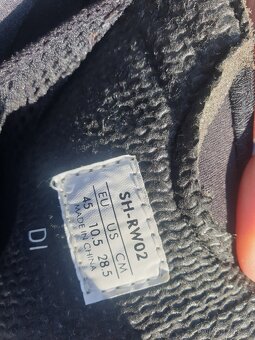 SH-RW02
EU US CM
45 10.5 28.5
MADE IN CHINA
DI